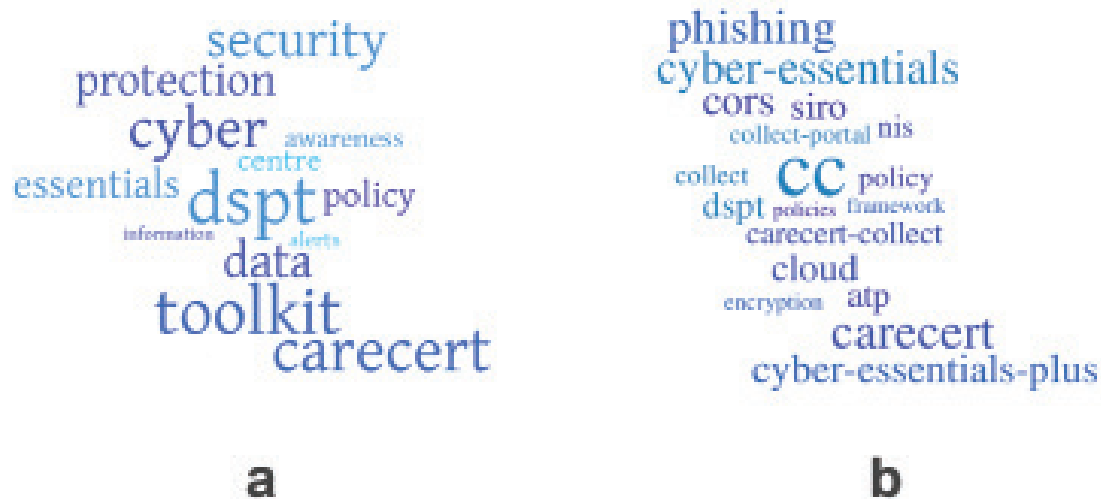 security
protection
cyber awareness
centre
essentials dspt policy
information alerts
data
toolkit
carecert
a
phishing
cyber-essentials
cors siro
collect-portal nis
collect cc policy
dspt policies framework
carecert-collect
cloud
encryption atp
carecert
cyber-essentials-plus
b